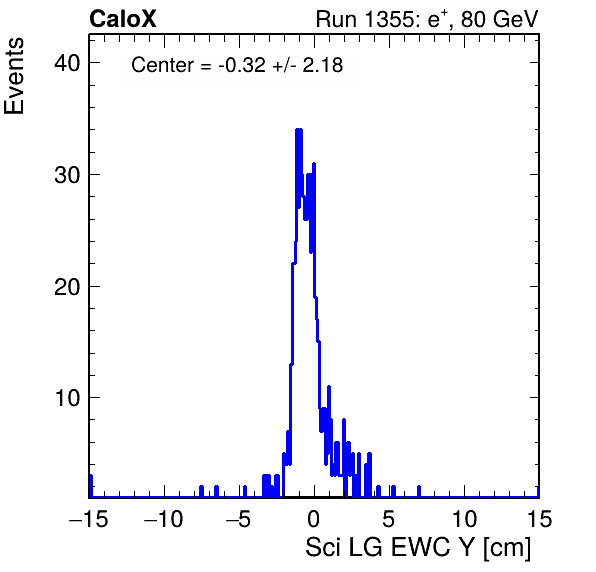 CaloX Run 1355: e⁺, 80 GeV
Events
Center = -0.32 +/- 2.18
40
30
20
10
−15 −10 −5 0 5 10 15
Sci LG EWC Y [cm]